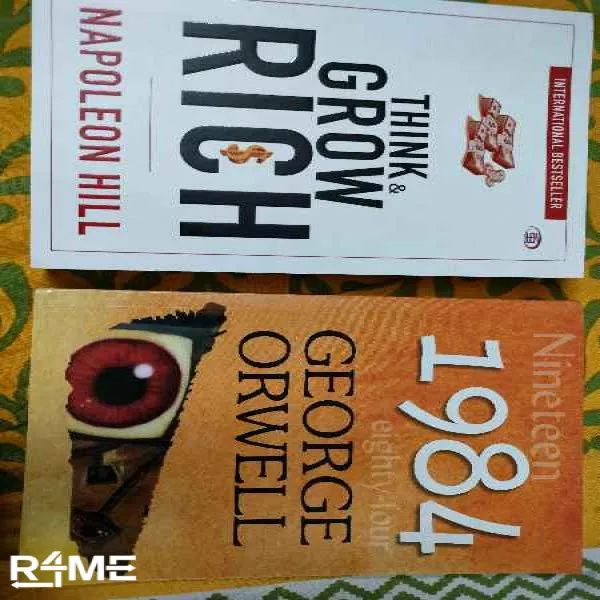 INTERNATIONAL BESTSELLER
THINK &
GROW
RICH
NAPOLEON HILL
Nineteen
1984
eighty-four
GEORGE
ORWELL
R4ME